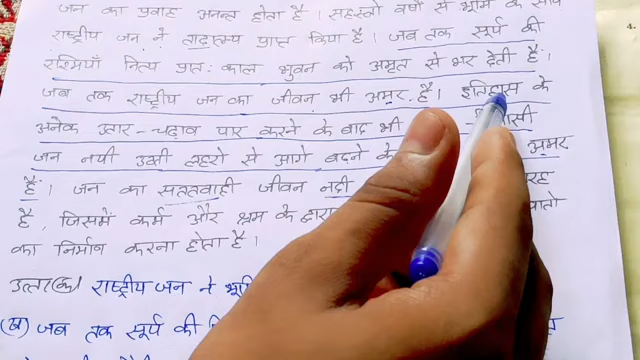 जन का प्रवाह अनन्त होता है। सहस्त्रो वर्षो से भूमि के साथ
राष्ट्रीय जन ने तादात्म्य प्राप्त किया है। जब तक सूर्य की
रश्मियाँ नित्य प्रात: काल भुवन को अमृत से भर देती है:
जब तक राष्ट्रीय जन का जीवन भी अमर है। इतिहास के
अनेक उतार-चढ़ाव पार करने के बाद भी
जन नयी उठती लहरो से आगे बढने के अमर
है। जन का सततवाही जीवन नदी
है, जिसमें कर्म और श्रम के द्वारा
का निर्माण करना होता है।
उत्तर(क) राष्ट्रीय जन ने
(ख) जब तक सूर्य की